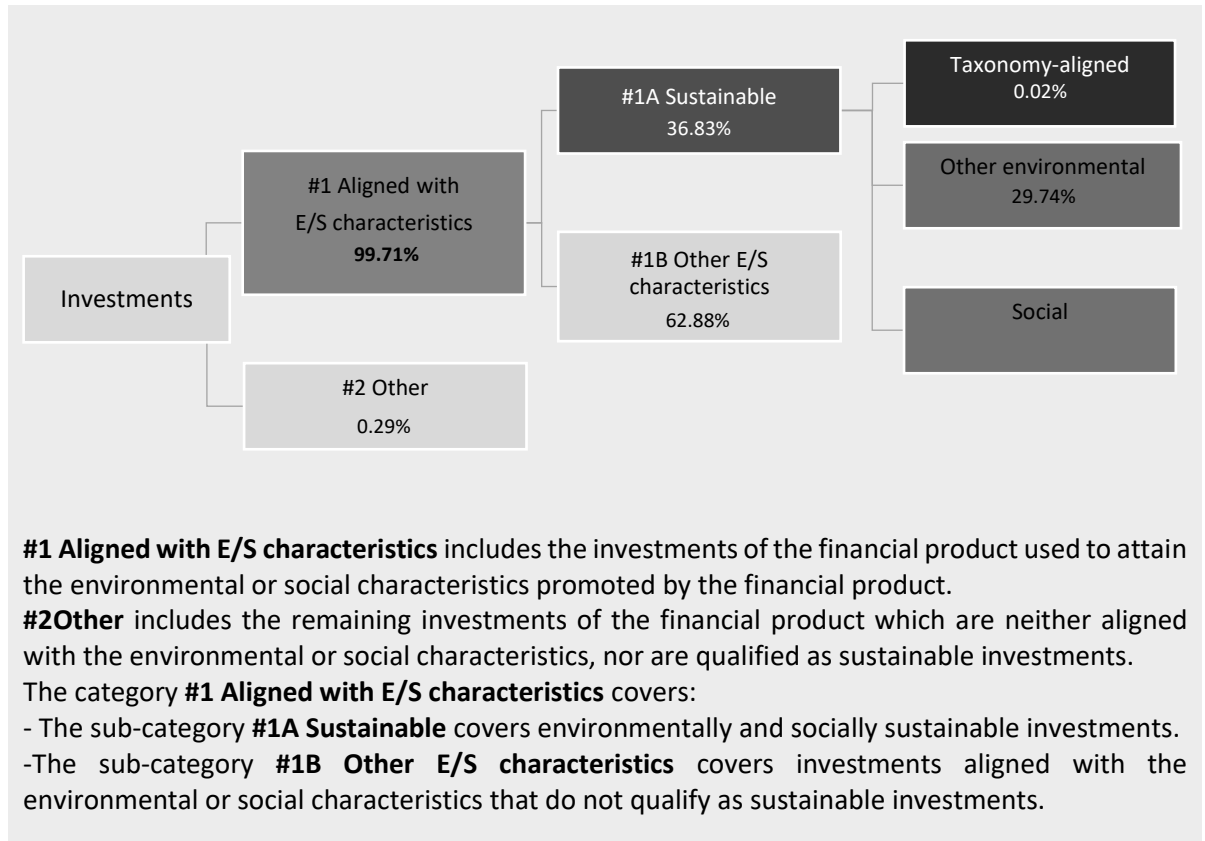 Investments
#1 Aligned with
E/S characteristics
99.71%
#2 Other
0.29%
#1A Sustainable
36.83%
#1B Other E/S
characteristics
62.88%
Taxonomy-aligned
0.02%
Other environmental
29.74%
Social
#1 Aligned with E/S characteristics includes the investments of the financial product used to attain
the environmental or social characteristics promoted by the financial product.
#2Other includes the remaining investments of the financial product which are neither aligned
with the environmental or social characteristics, nor are qualified as sustainable investments.
The category #1 Aligned with E/S characteristics covers:
- The sub-category #1A Sustainable covers environmentally and socially sustainable investments.
-The sub-category #1B Other E/S characteristics covers investments aligned with the
environmental or social characteristics that do not qualify as sustainable investments.